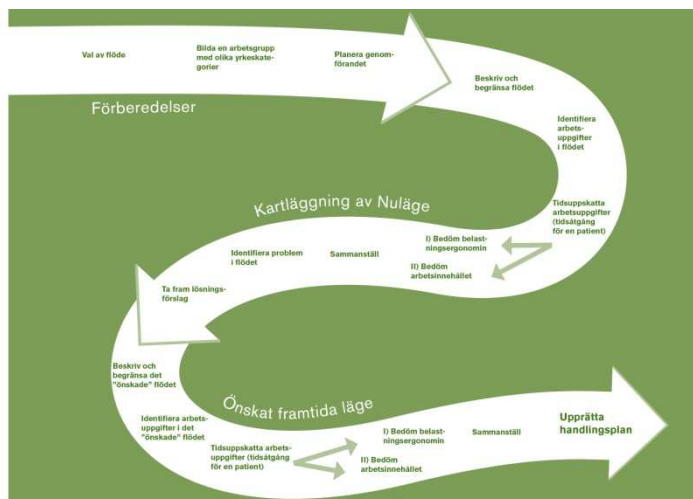 Val av flöde
Bilda en arbetsgrupp
med olika yrkeskate-
gorier
Planera genom-
förandet
Förberedelser
Beskriv och
begränsa flödet
Identifiera
arbets-
uppgifter
i flödet
Tidsuppskatta
arbetsuppgifter
(tidsåtgång
för en patient)
Kartläggning av Nuläge
I) Bedöm belast-
ningsergonomin
II) Bedöm
arbetsinnehållet
Sammanställ
Identifiera problem
i flödet
Ta fram lösnings-
förslag
Beskriv och
begränsa det
"önskade" flödet
Önskat framtida läge
Identifiera arbets-
uppgifter i det
"önskade" flödet
Tidsuppskatta arbets-
uppgifter (tidsåtgång
för en patient)
I) Bedöm belast-
ningsergonomin
II) Bedöm
arbetsinnehållet
Sammanställ
Upprätta
handlingsplan